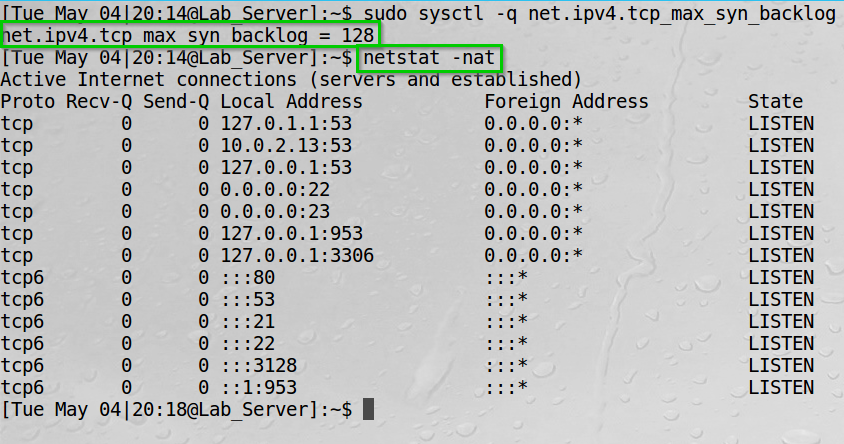 [Tue May 04|20:14@Lab_Server]:~$ sudo sysctl -q net.ipv4.tcp_max_syn_backlog
net.ipv4.tcp_max_syn_backlog = 128
[Tue May 04|20:14@Lab_Server]:~$ netstat -nat
Active Internet connections (servers and established)
Proto Recv-Q Send-Q Local Address           Foreign Address         State
tcp        0      0 127.0.1.1:53            0.0.0.0:*               LISTEN
tcp        0      0 10.0.2.13:53            0.0.0.0:*               LISTEN
tcp        0      0 127.0.0.1:53            0.0.0.0:*               LISTEN
tcp        0      0 0.0.0.0:22              0.0.0.0:*               LISTEN
tcp        0      0 0.0.0.0:23              0.0.0.0:*               LISTEN
tcp        0      0 127.0.0.1:953           0.0.0.0:*               LISTEN
tcp        0      0 127.0.0.1:3306          0.0.0.0:*               LISTEN
tcp6       0      0 :::80                   :::*                    LISTEN
tcp6       0      0 :::53                   :::*                    LISTEN
tcp6       0      0 :::21                   :::*                    LISTEN
tcp6       0      0 :::22                   :::*                    LISTEN
tcp6       0      0 :::3128                 :::*                    LISTEN
tcp6       0      0 ::1:953                 :::*                    LISTEN
[Tue May 04|20:18@Lab_Server]:~$